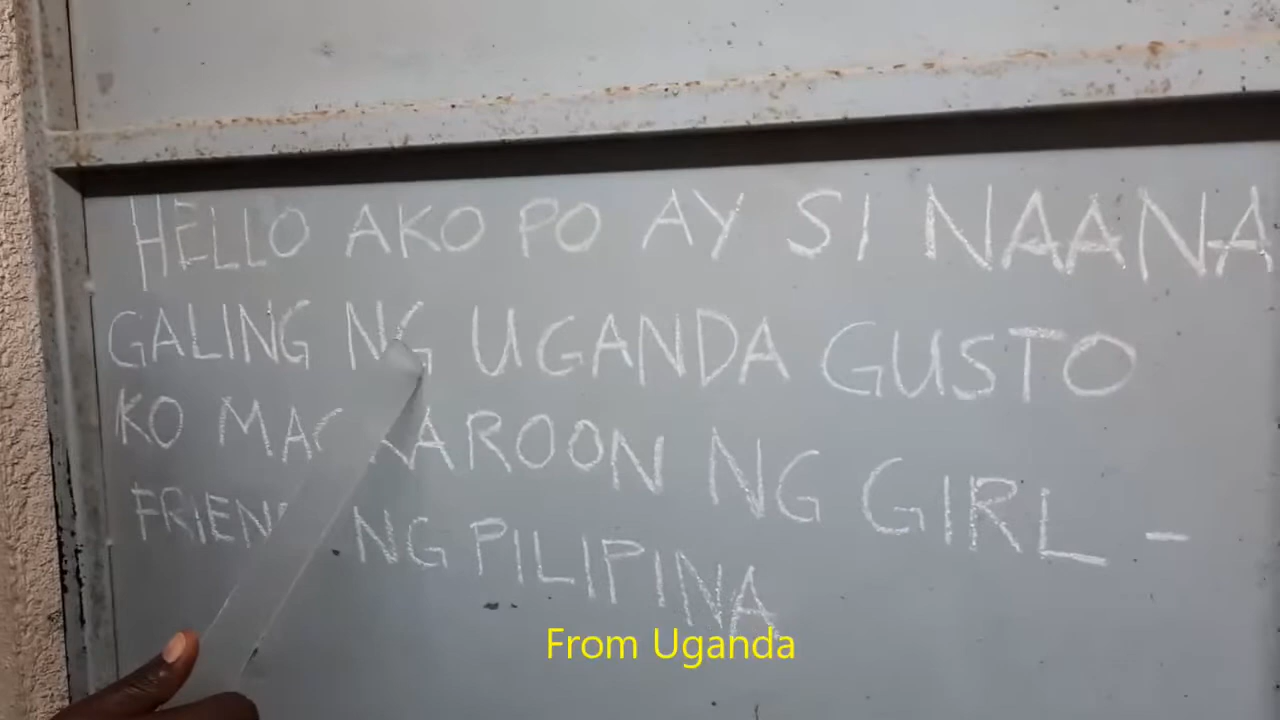 HELLO AKO PO AY SI NAANA
GALING NG UGANDA GUSTO
KO NG GIRL -
NG PILIPINA
From Uganda